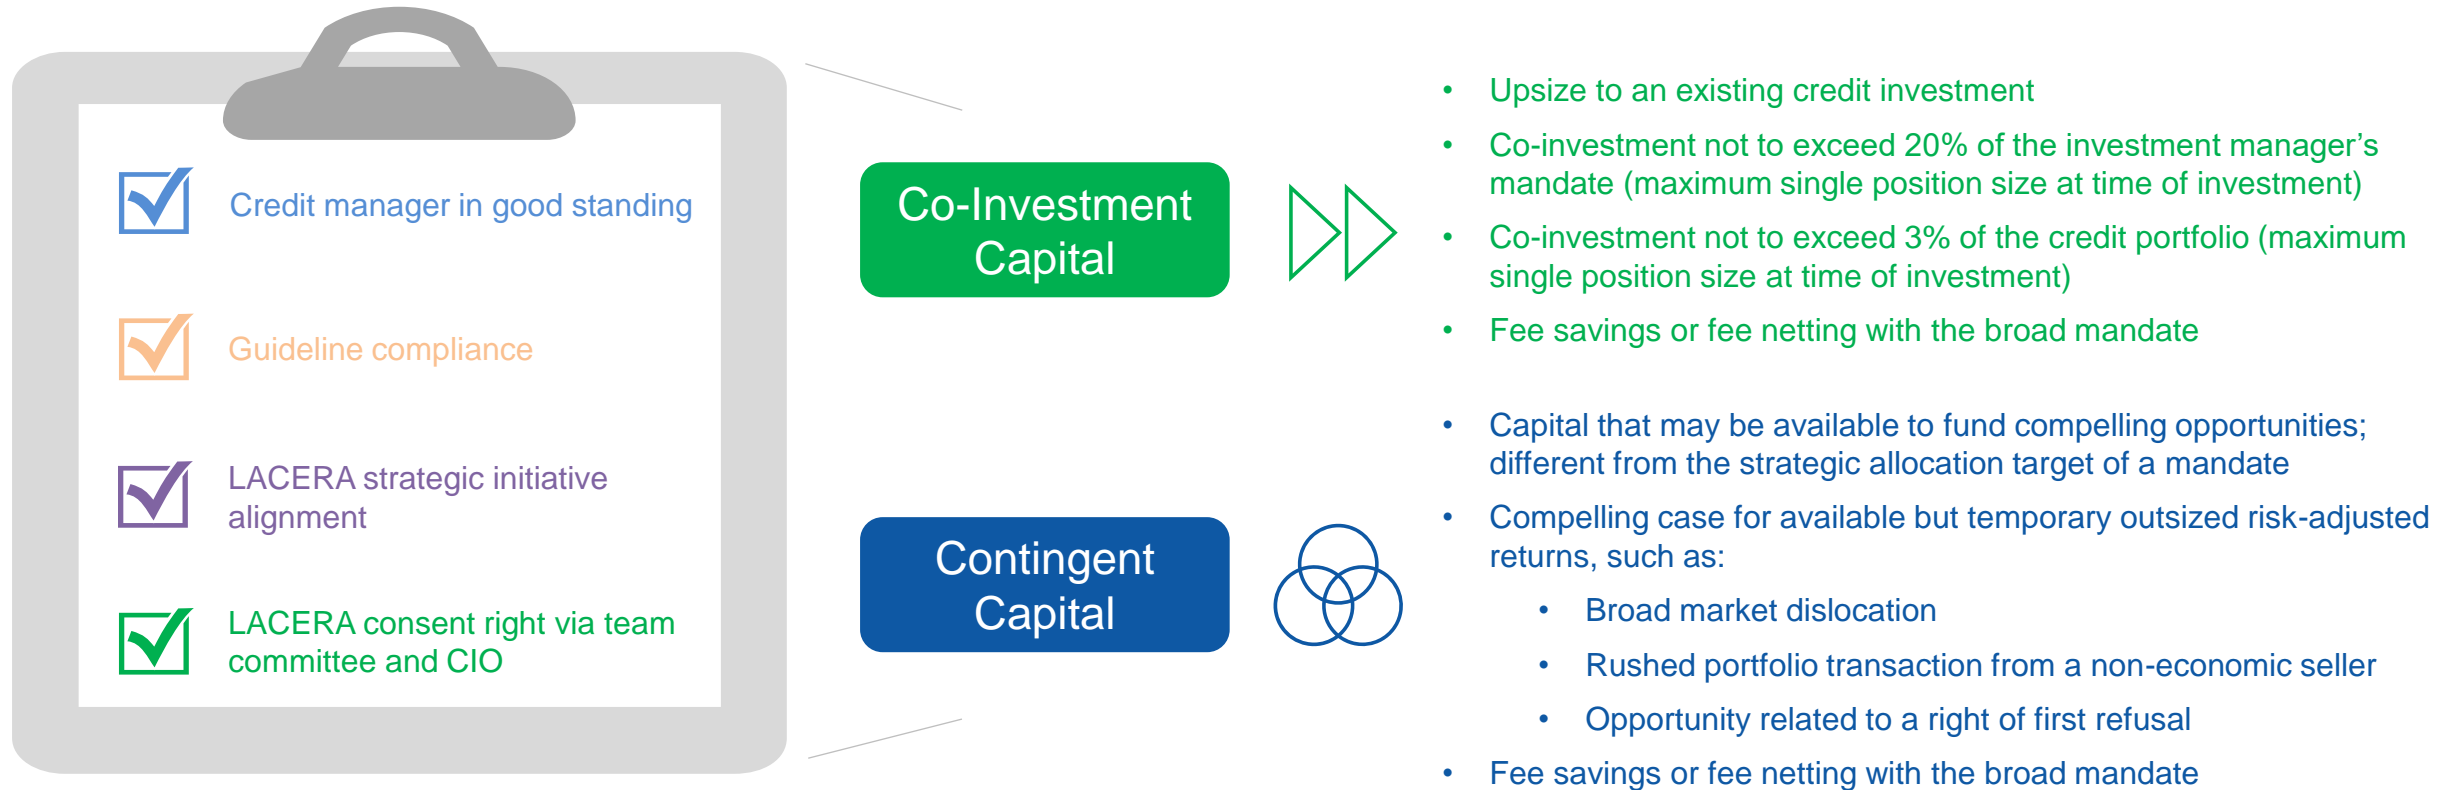 Credit manager in good standing
Guideline compliance
LACERA strategic initiative
alignment
LACERA consent right via team
committee and CIO
Co-Investment
Capital
• Upsize to an existing credit investment
• Co-investment not to exceed 20% of the investment manager’s
mandate (maximum single position size at time of investment)
• Co-investment not to exceed 3% of the credit portfolio (maximum
single position size at time of investment)
• Fee savings or fee netting with the broad mandate
Contingent
Capital
• Capital that may be available to fund compelling opportunities;
different from the strategic allocation target of a mandate
• Compelling case for available but temporary outsized risk-adjusted
returns, such as:
• Broad market dislocation
• Rushed portfolio transaction from a non-economic seller
• Opportunity related to a right of first refusal
• Fee savings or fee netting with the broad mandate